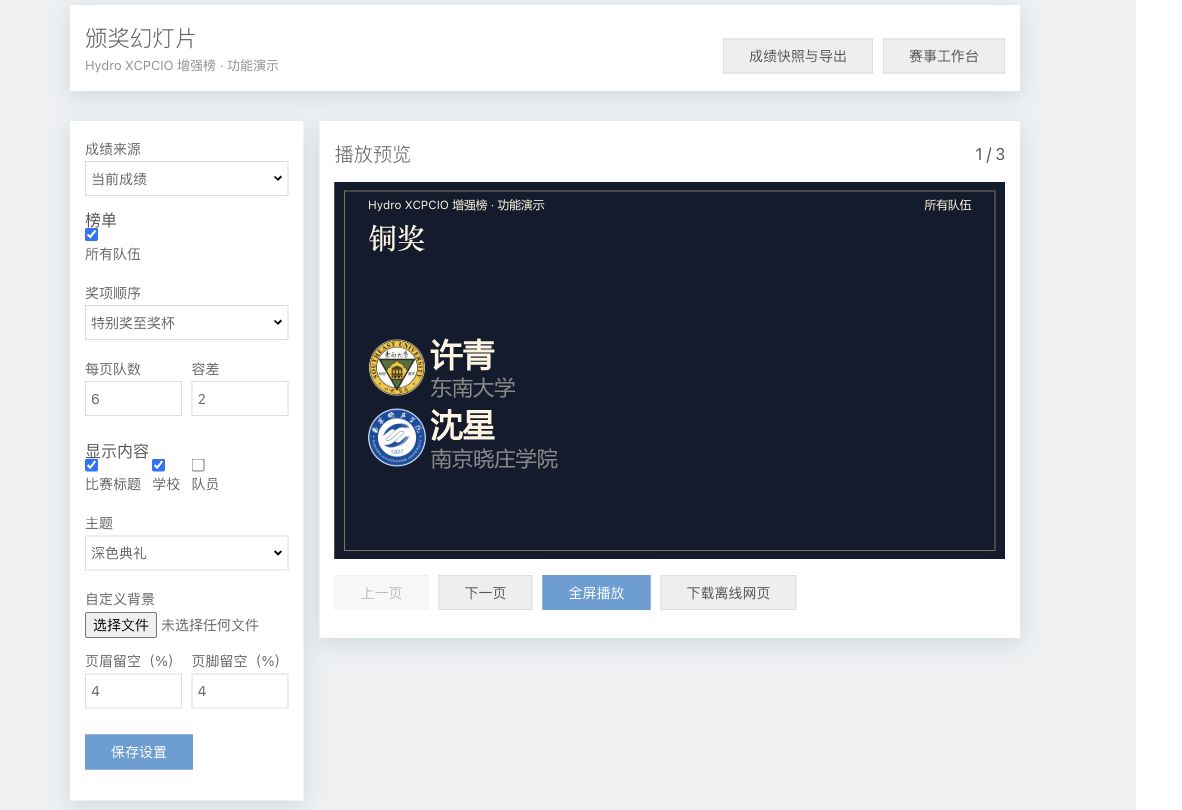 颁奖幻灯片
Hydro XCPCIO 增强榜 · 功能演示
成绩快照与导出
赛事工作台
成绩来源
当前成绩
榜单
所有队伍
奖项顺序
特别奖至奖杯
每页队数 容差
6 2
显示内容
比赛标题 学校 队员
主题
深色典礼
自定义背景
选择文件 未选择任何文件
页眉留空（%） 页脚留空（%）
4 4
保存设置
播放预览
1 / 3
Hydro XCPCIO 增强榜 · 功能演示
所有队伍
铜奖
许青
东南大学
沈星
南京晓庄学院
上一页 下一页 全屏播放 下载离线网页